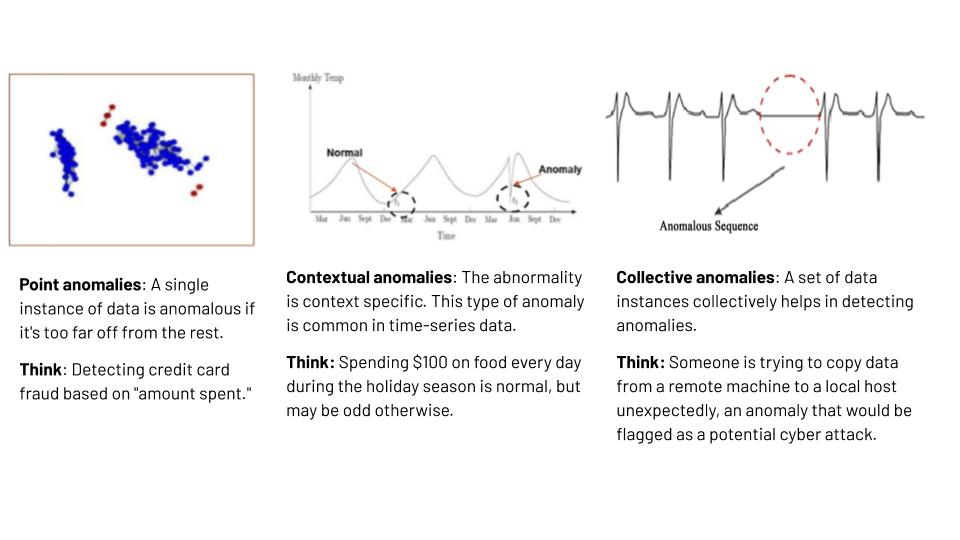 Monthly Temp
Normal
Anomaly
t₁
t₂
Mar Jun Sept Dec Mar Jun Sept Dec Mar Jun Sept Dec
Time
Anomalous Sequence
Point anomalies: A single
instance of data is anomalous if
it's too far off from the rest.
Think: Detecting credit card
fraud based on "amount spent."
Contextual anomalies: The abnormality
is context specific. This type of anomaly
is common in time-series data.
Think: Spending $100 on food every day
during the holiday season is normal, but
may be odd otherwise.
Collective anomalies: A set of data
instances collectively helps in detecting
anomalies.
Think: Someone is trying to copy data
from a remote machine to a local host
unexpectedly, an anomaly that would be
flagged as a potential cyber attack.